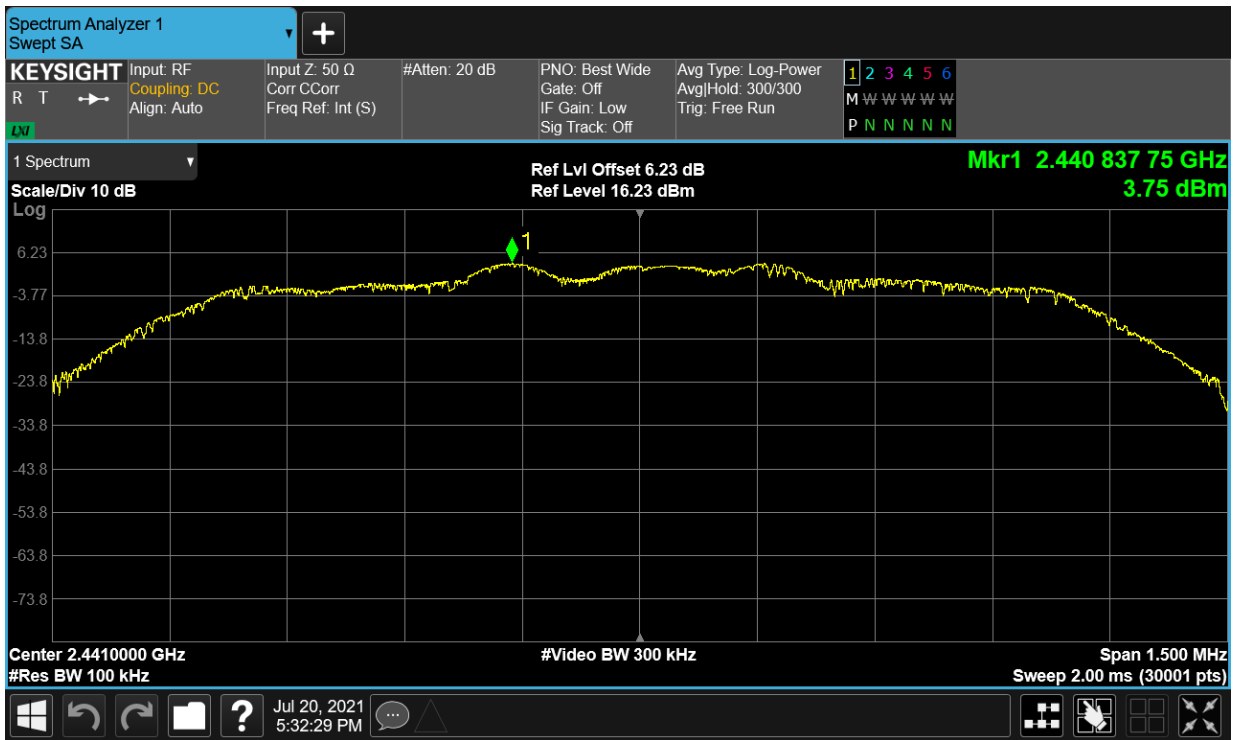 Spectrum Analyzer 1
Swept SA
KEYSIGHT
R T
LXI
Input: RF
Coupling: DC
Align: Auto
Input Z: 50 Ω
Corr CCorr
Freq Ref: Int (S)
#Atten: 20 dB
PNO: Best Wide
Gate: Off
IF Gain: Low
Sig Track: Off
Avg Type: Log-Power
Avg|Hold: 300/300
Trig: Free Run
1 2 3 4 5 6
M W W W W W
P N N N N N
1 Spectrum
Scale/Div 10 dB
Log
Ref Lvl Offset 6.23 dB
Ref Level 16.23 dBm
Mkr1 2.440 837 75 GHz
3.75 dBm
1
6.23
-3.77
-13.8
-23.8
-33.8
-43.8
-53.8
-63.8
-73.8
Center 2.4410000 GHz
#Res BW 100 kHz
#Video BW 300 kHz
Span 1.500 MHz
Sweep 2.00 ms (30001 pts)
?
Jul 20, 2021
5:32:29 PM